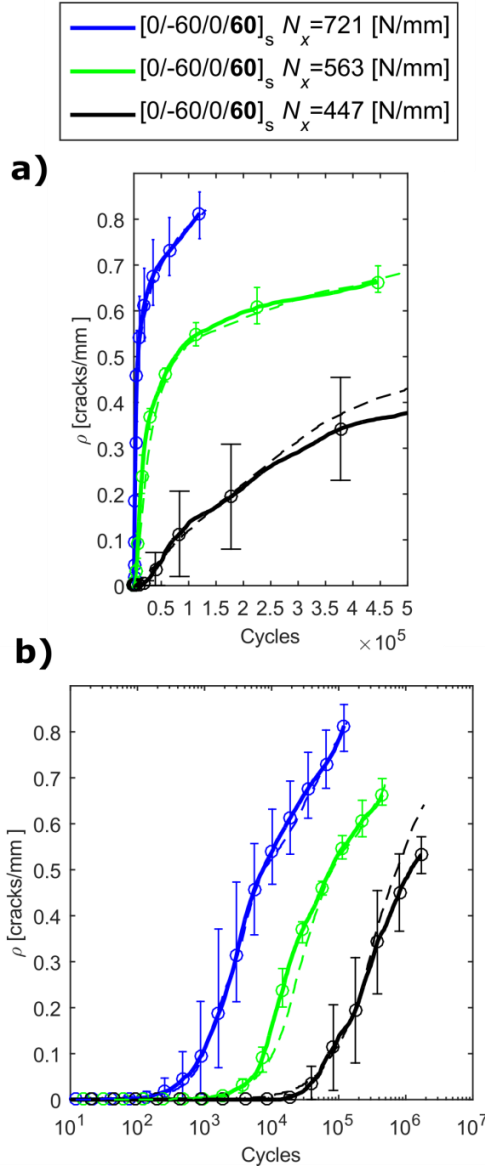 [0/-60/0/60]s Nx=721 [N/mm]
[0/-60/0/60]s Nx=563 [N/mm]
[0/-60/0/60]s Nx=447 [N/mm]
a)
0.8
0.7
0.6
0.5
0.4
0.3
0.2
0.1
0
ρ [cracks/mm]
0.5 1 1.5 2 2.5 3 3.5 4 4.5 5
Cycles
× 10^5
b)
0.8
0.7
0.6
0.5
0.4
0.3
0.2
0.1
0
ρ [cracks/mm]
10^1 10^2 10^3 10^4 10^5 10^6 10^7
Cycles